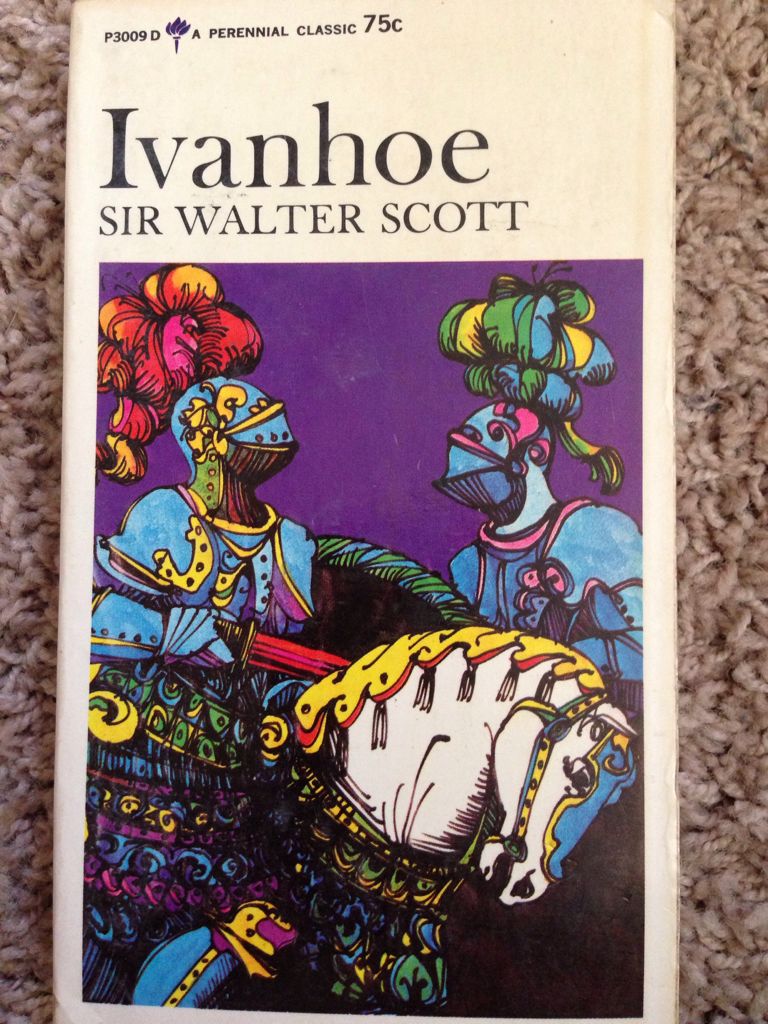 P3009 D A PERENNIAL CLASSIC 75c
Ivanhoe
SIR WALTER SCOTT